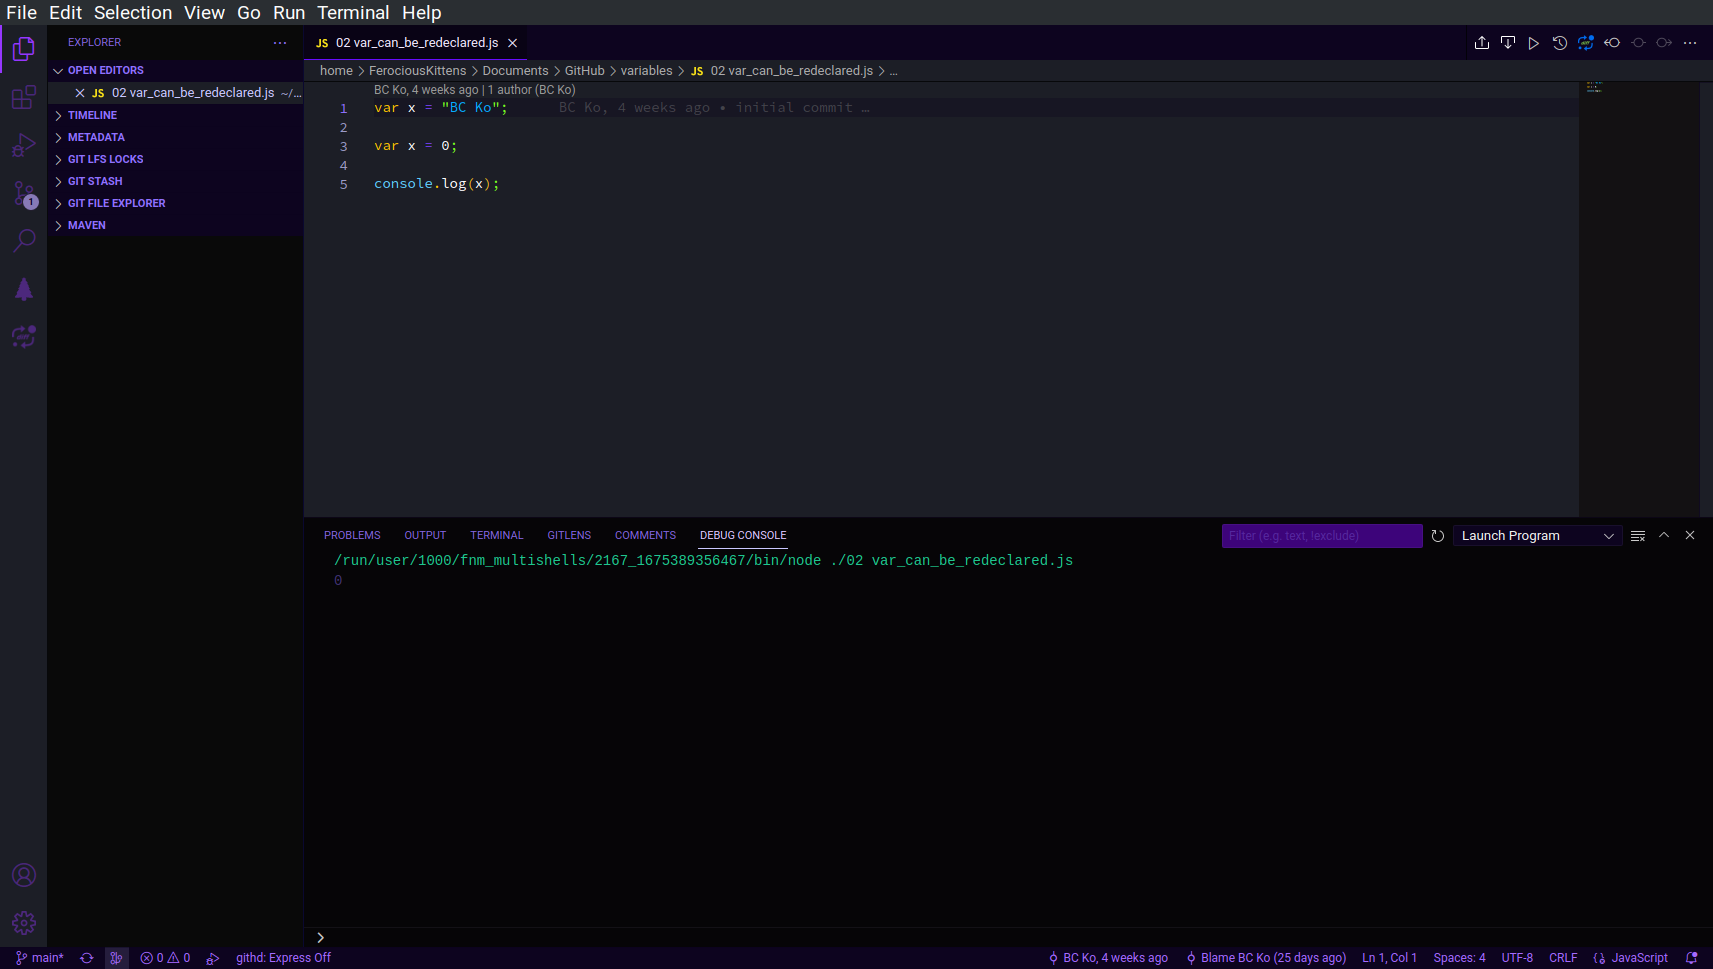 File Edit Selection View Go Run Terminal Help
EXPLORER
JS 02 var_can_be_redeclared.js
OPEN EDITORS
JS 02 var_can_be_redeclared.js ~/...
TIMELINE
METADATA
GIT LFS LOCKS
GIT STASH
GIT FILE EXPLORER
MAVEN
1
home > FerociousKittens > Documents > GitHub > variables > JS 02 var_can_be_redeclared.js > ...
BC Ko, 4 weeks ago | 1 author (BC Ko)
1 var x = "BC Ko"; BC Ko, 4 weeks ago • initial commit …
2
3 var x = 0;
4
5 console.log(x);
PROBLEMS OUTPUT TERMINAL GITLENS COMMENTS DEBUG CONSOLE
Filter (e.g. text, !exclude)
Launch Program
/run/user/1000/fnm_multishells/2167_1675389356467/bin/node ./02 var_can_be_redeclared.js
0
>
main* 0 0 githd: Express Off BC Ko, 4 weeks ago Blame BC Ko (25 days ago) Ln 1, Col 1 Spaces: 4 UTF-8 CRLF JavaScript